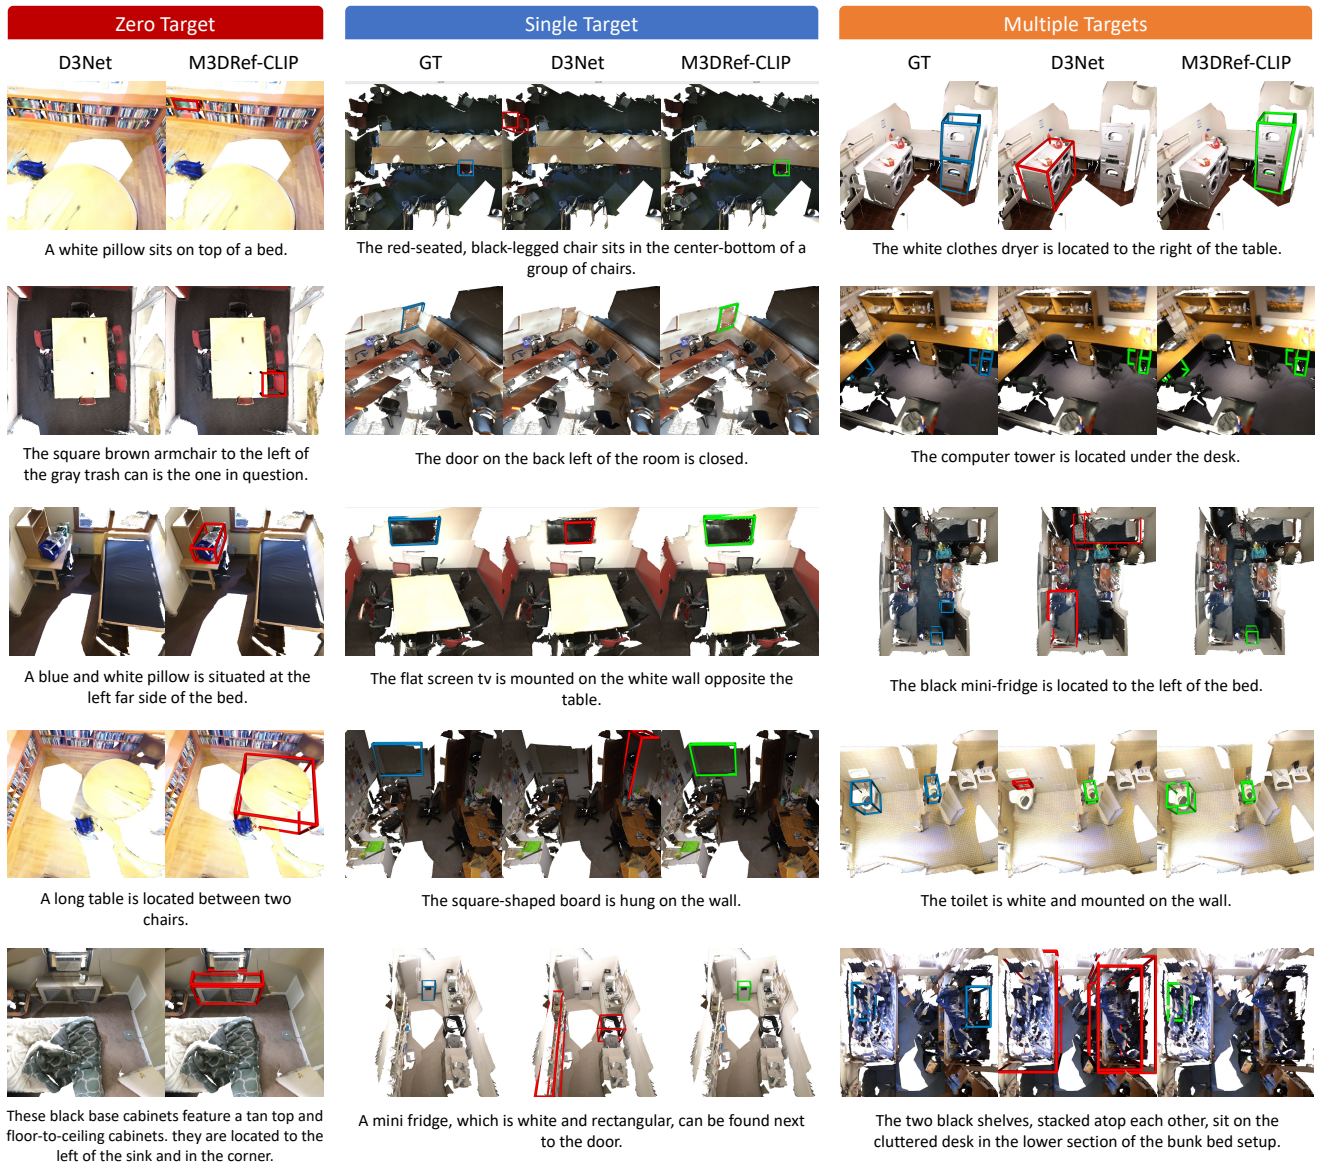 Zero Target
Single Target
Multiple Targets
D3Net
M3DRef-CLIP
GT
D3Net
M3DRef-CLIP
GT
D3Net
M3DRef-CLIP
A white pillow sits on top of a bed.
The red-seated, black-legged chair sits in the center-bottom of a
group of chairs.
The white clothes dryer is located to the right of the table.
The square brown armchair to the left of
the gray trash can is the one in question.
The door on the back left of the room is closed.
The computer tower is located under the desk.
A blue and white pillow is situated at the
left far side of the bed.
The flat screen tv is mounted on the white wall opposite the
table.
The black mini-fridge is located to the left of the bed.
A long table is located between two
chairs.
The square-shaped board is hung on the wall.
The toilet is white and mounted on the wall.
These black base cabinets feature a tan top and
floor-to-ceiling cabinets. they are located to the
left of the sink and in the corner.
A mini fridge, which is white and rectangular, can be found next
to the door.
The two black shelves, stacked atop each other, sit on the
cluttered desk in the lower section of the bunk bed setup.